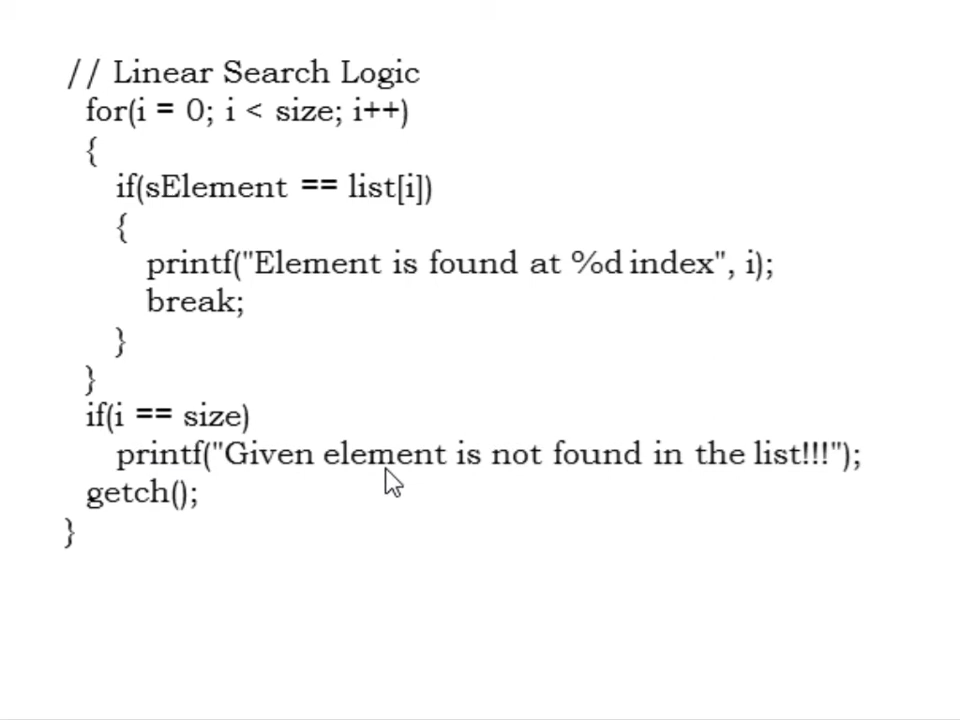 // Linear Search Logic
for(i = 0; i < size; i++)
{
if(sElement == list[i])
{
printf("Element is found at %d index", i);
break;
}
}
if(i == size)
printf("Given element is not found in the list!!!");
getch();
}